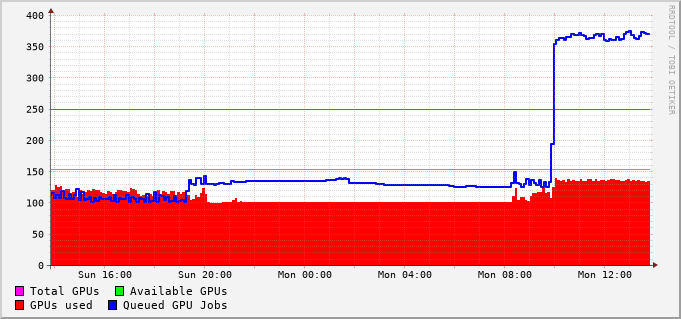 RRDTOOL / TOBI OETIKER
400
350
300
250
200
150
100
50
0
Sun 16:00 Sun 20:00 Mon 00:00 Mon 04:00 Mon 08:00 Mon 12:00
Total GPUs Available GPUs
GPUs used Queued GPU Jobs